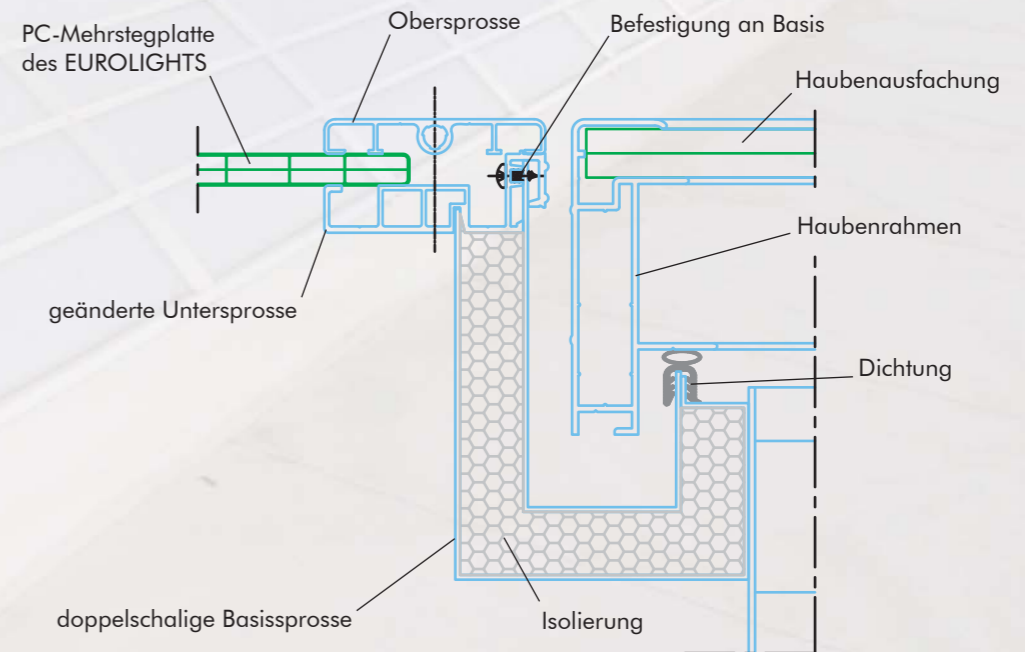 PC-Mehrstegplatte
des EUROLIGHTS
Obersprosse
Befestigung an Basis
Haubenausfachung
Haubenrahmen
geänderte Untersprosse
Dichtung
doppelschalige Basissprosse
Isolierung